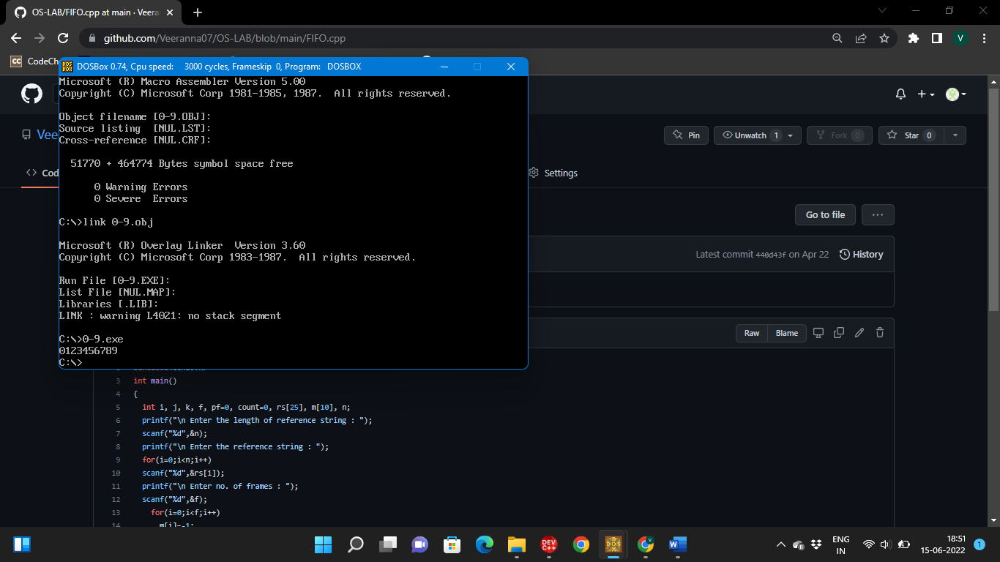 OS-LAB/FIFO.cpp at main · Veera
github.com/Veeranna07/OS-LAB/blob/main/FIFO.cpp
V
CC CodeCh
DOSBox 0.74, Cpu speed: 3000 cycles, Frameskip 0, Program: DOSBOX
Microsoft (R) Macro Assembler Version 5.00
Copyright (C) Microsoft Corp 1981-1985, 1987. All rights reserved.
Object filename [0-9.OBJ]:
Source listing [NUL.LST]:
Cross-reference [NUL.CRF]:
51770 + 464774 Bytes symbol space free
0 Warning Errors
0 Severe Errors
C:\>link 0-9.obj
Microsoft (R) Overlay Linker Version 3.60
Copyright (C) Microsoft Corp 1983-1987. All rights reserved.
Run File [0-9.EXE]:
List File [NUL.MAP]:
Libraries [.LIB]:
LINK : warning L4021: no stack segment
C:\>0-9.exe
0123456789
C:\>
Vee
Pin
Unwatch 1
Fork 0
Star 0
Cod
Settings
Go to file
Latest commit 440d43f on Apr 22
History
Raw
Blame
3 int main()
4 {
5 int i, j, k, f, pf=0, count=0, rs[25], m[10], n;
6 printf("\n Enter the length of reference string : ");
7 scanf("%d",&n);
8 printf("\n Enter the reference string : ");
9 for(i=0;i<n;i++)
10 scanf("%d",&rs[i]);
11 printf("\n Enter no. of frames : ");
12 scanf("%d",&f);
13 for(i=0;i<f;i++)
14 m[i]=-1;
DEV C++
DOS BOX
V
W
ENG
IN
18:51
15-06-2022
1